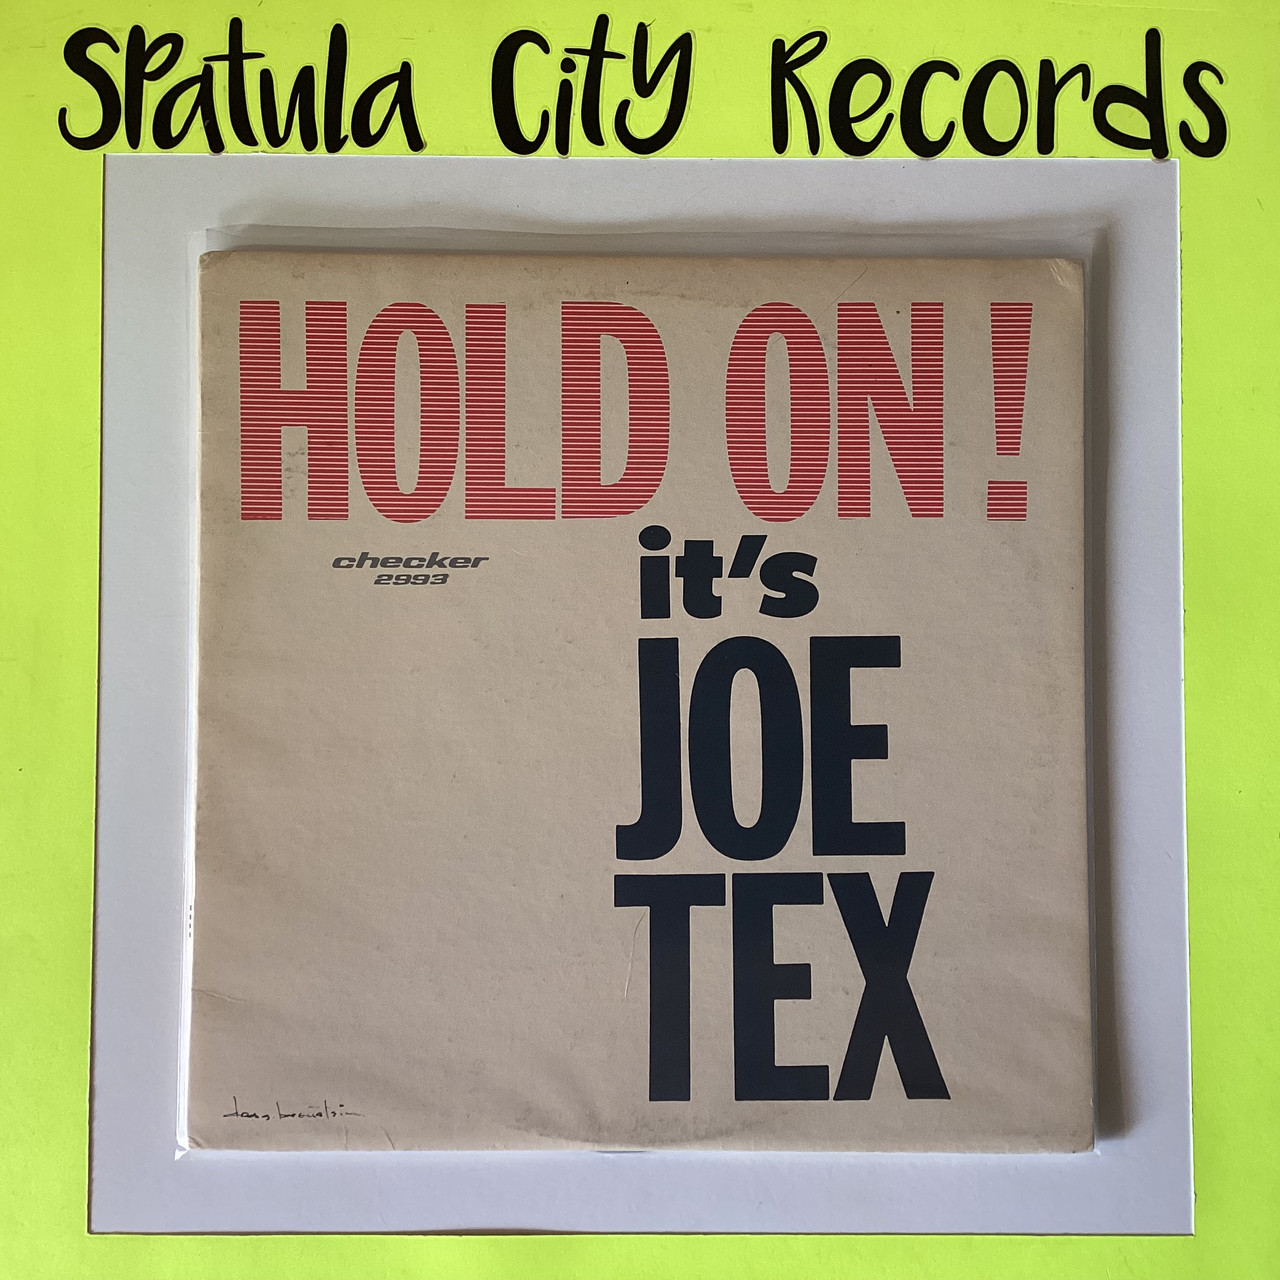 Spatula City Records
HOLD ON!
checker
2993
it's
JOE
TEX